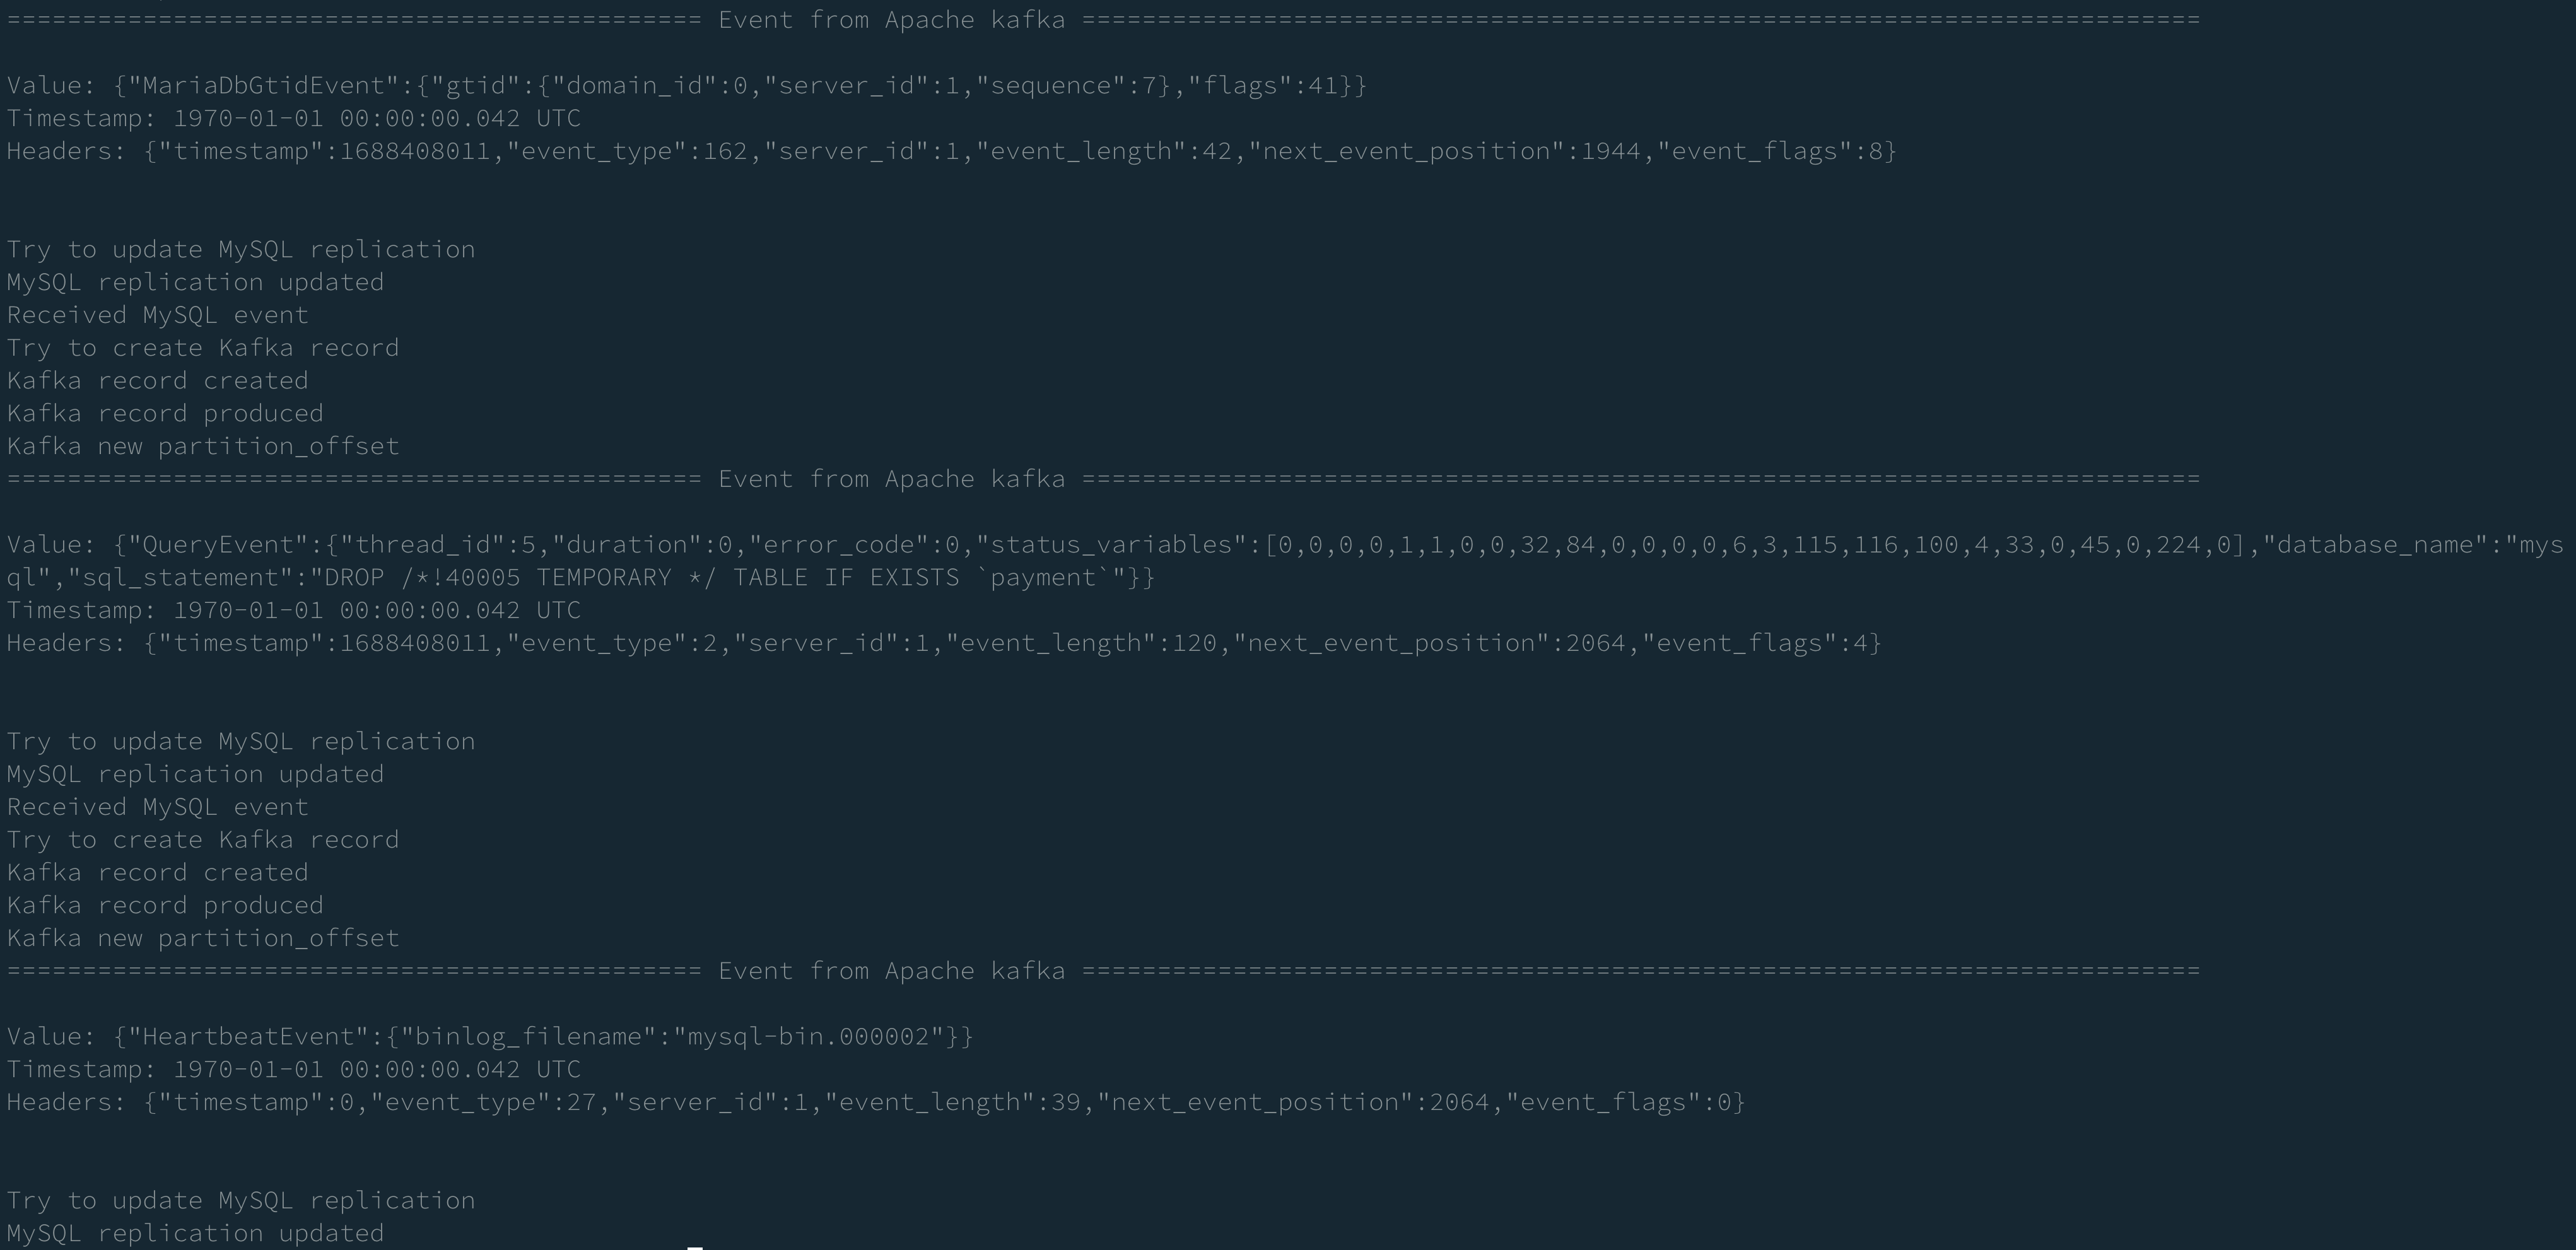 ============================================== Event from Apache kafka ==========================================================================
Value: {"MariaDbGtidEvent":{"gtid":{"domain_id":0,"server_id":1,"sequence":7},"flags":41}}
Timestamp: 1970-01-01 00:00:00.042 UTC
Headers: {"timestamp":1688408011,"event_type":162,"server_id":1,"event_length":42,"next_event_position":1944,"event_flags":8}
Try to update MySQL replication
MySQL replication updated
Received MySQL event
Try to create Kafka record
Kafka record created
Kafka record produced
Kafka new partition_offset
============================================== Event from Apache kafka ==========================================================================
Value: {"QueryEvent":{"thread_id":5,"duration":0,"error_code":0,"status_variables":[0,0,0,0,1,1,0,0,32,84,0,0,0,0,6,3,115,116,100,4,33,0,45,0,224,0],"database_name":"mys
ql","sql_statement":"DROP /*!40005 TEMPORARY */ TABLE IF EXISTS `payment`"}}
Timestamp: 1970-01-01 00:00:00.042 UTC
Headers: {"timestamp":1688408011,"event_type":2,"server_id":1,"event_length":120,"next_event_position":2064,"event_flags":4}
Try to update MySQL replication
MySQL replication updated
Received MySQL event
Try to create Kafka record
Kafka record created
Kafka record produced
Kafka new partition_offset
============================================== Event from Apache kafka ==========================================================================
Value: {"HeartbeatEvent":{"binlog_filename":"mysql-bin.000002"}}
Timestamp: 1970-01-01 00:00:00.042 UTC
Headers: {"timestamp":0,"event_type":27,"server_id":1,"event_length":39,"next_event_position":2064,"event_flags":0}
Try to update MySQL replication
MySQL replication updated